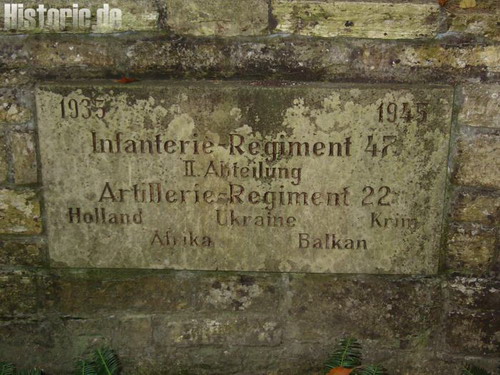 Historic.de
1935 1945
Infanterie-Regiment 47
II. Abteilung
Artillerie-Regiment 22
Holland Ukraine Krim
Afrika Balkan